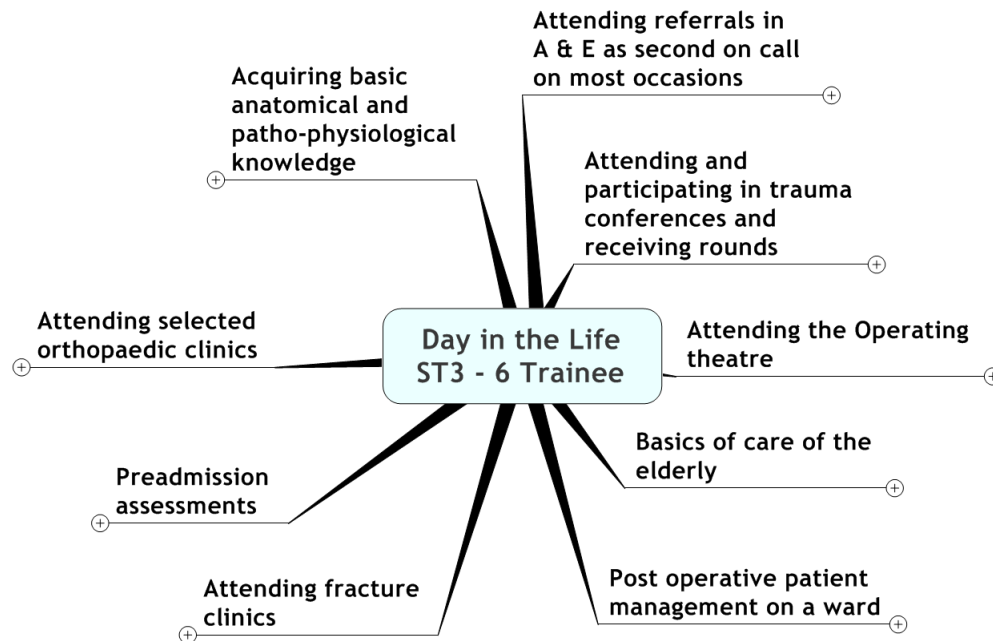 Attending referrals in
A & E as second on call
on most occasions
Acquiring basic
anatomical and
patho-physiological
knowledge
Attending and
participating in trauma
conferences and
receiving rounds
Attending selected
orthopaedic clinics
Day in the Life
ST3 - 6 Trainee
Attending the Operating
theatre
Basics of care of the
elderly
Preadmission
assessments
Attending fracture
clinics
Post operative patient
management on a ward